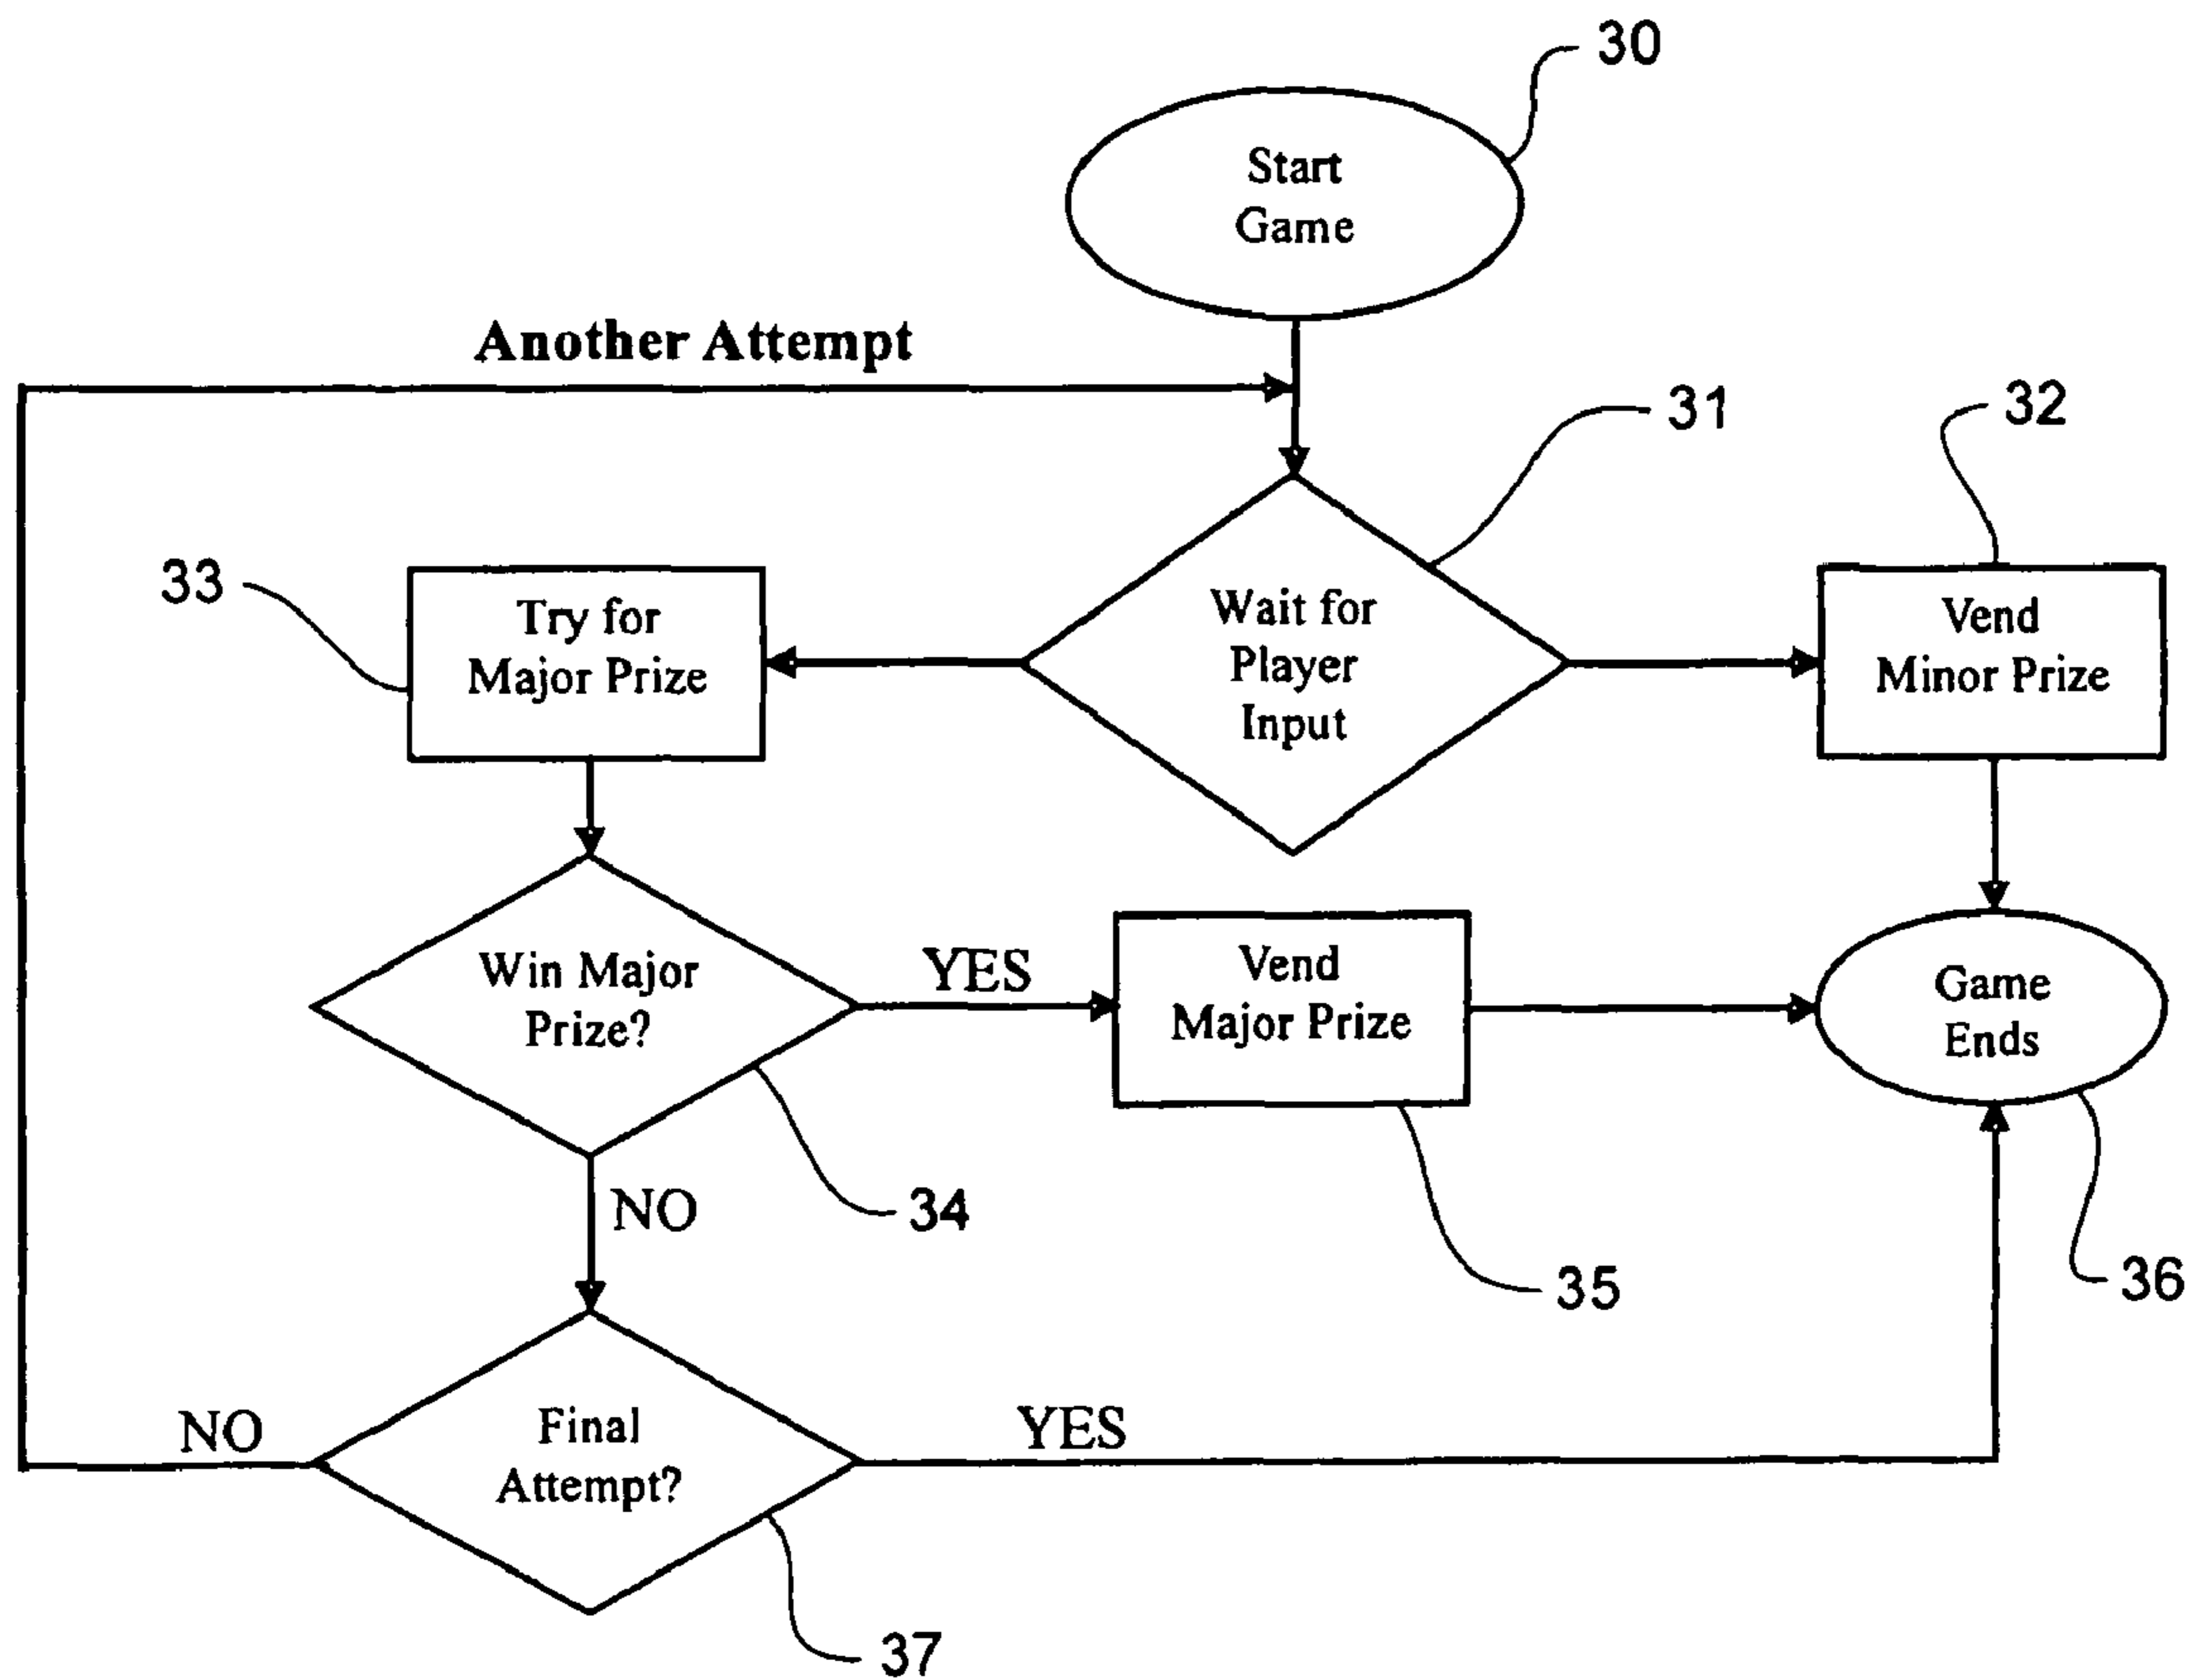 30
Start
Game
Another Attempt
31
32
33
Try for
Major Prize
Wait for
Player
Input
Vend
Minor Prize
Win Major
Prize?
YES
Vend
Major Prize
Game
Ends
34
NO
35
36
Final
Attempt?
NO
YES
37